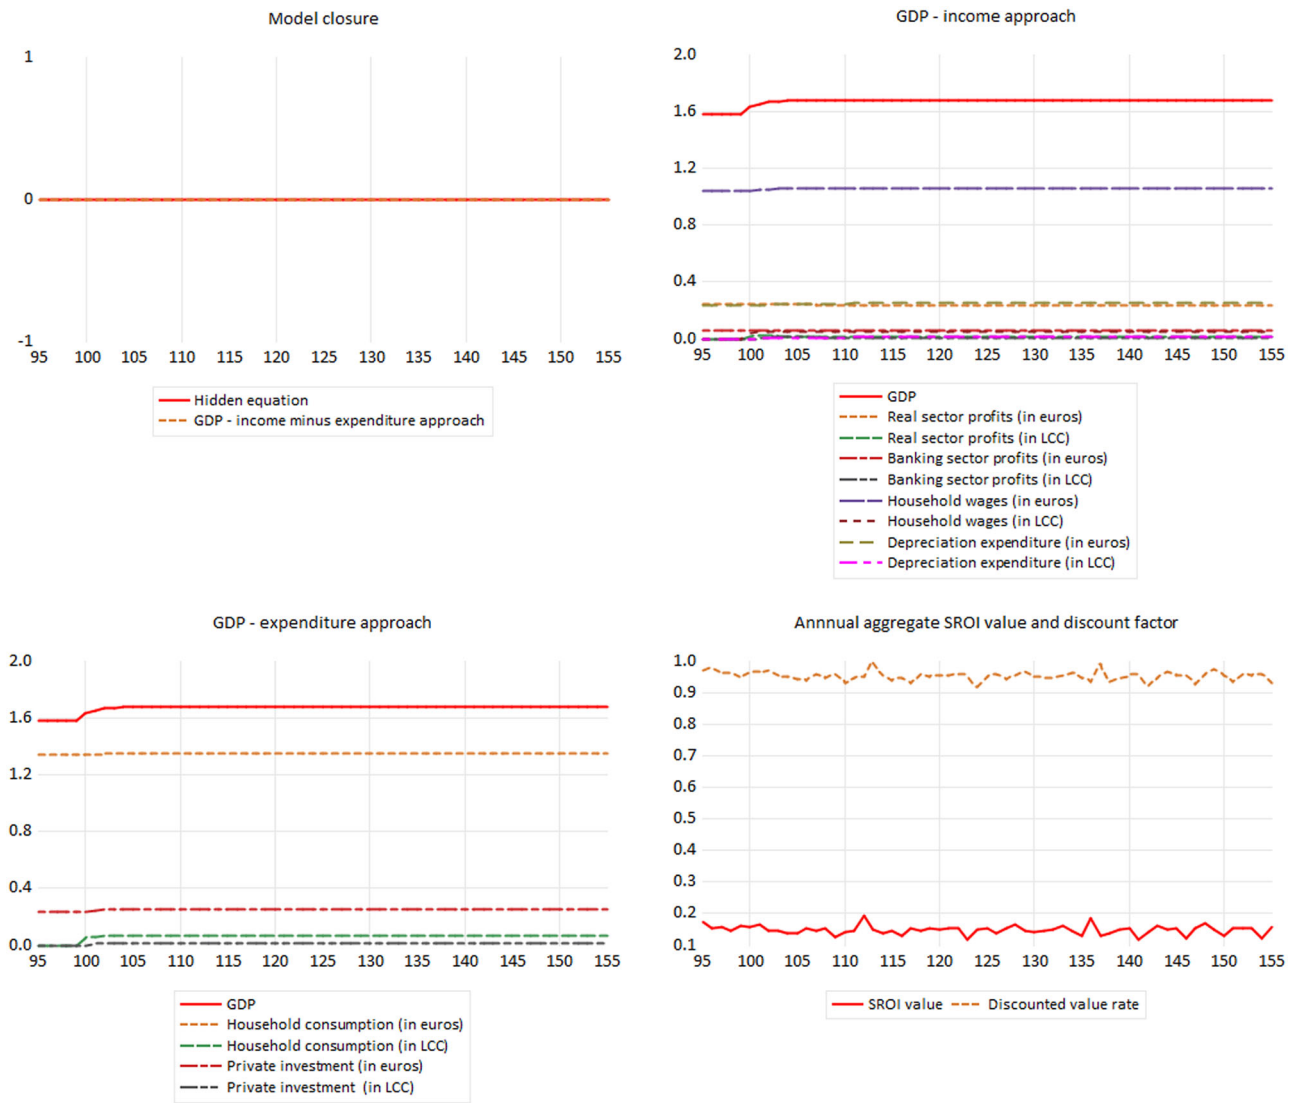 Model closure
1
0
-1
95 100 105 110 115 120 125 130 135 140 145 150 155
Hidden equation
GDP - income minus expenditure approach
GDP - income approach
2.0
1.6
1.2
0.8
0.4
0.0
95 100 105 110 115 120 125 130 135 140 145 150 155
GDP
Real sector profits (in euros)
Real sector profits (in LCC)
Banking sector profits (in euros)
Banking sector profits (in LCC)
Household wages (in euros)
Household wages (in LCC)
Depreciation expenditure (in euros)
Depreciation expenditure (in LCC)
GDP - expenditure approach
2.0
1.6
1.2
0.8
0.4
0.0
95 100 105 110 115 120 125 130 135 140 145 150 155
GDP
Household consumption (in euros)
Household consumption (in LCC)
Private investment (in euros)
Private investment (in LCC)
Annnual aggregate SROI value and discount factor
1.0
0.9
0.8
0.7
0.6
0.5
0.4
0.3
0.2
0.1
95 100 105 110 115 120 125 130 135 140 145 150 155
SROI value Discounted value rate